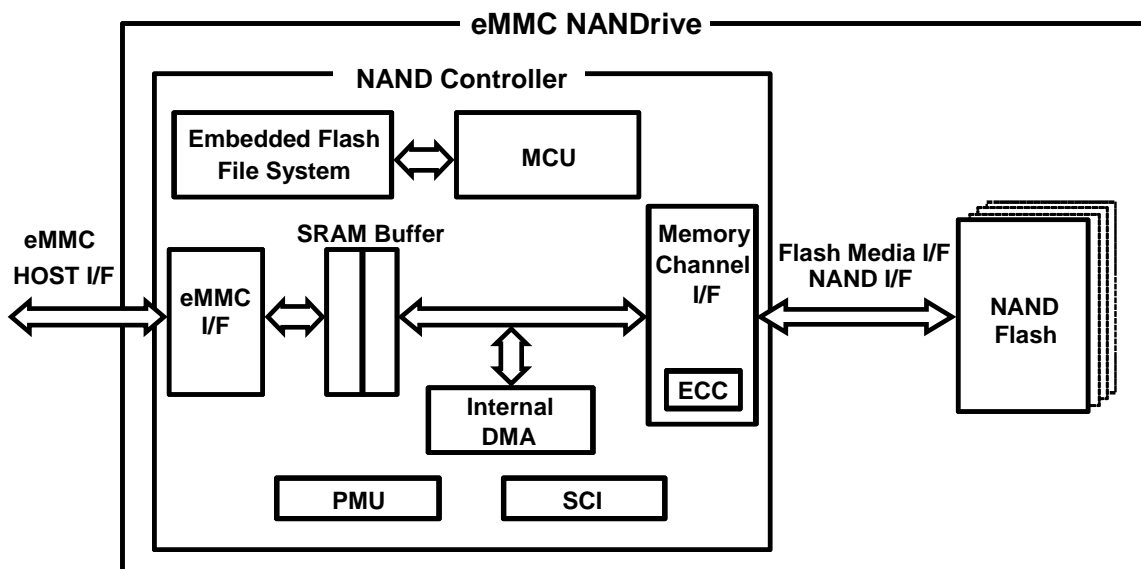 eMMC NANDrive
NAND Controller
Embedded Flash
File System
MCU
eMMC
HOST I/F
eMMC
I/F
SRAM Buffer
Memory
Channel
I/F
ECC
Flash Media I/F
NAND I/F
NAND
Flash
Internal
DMA
PMU
SCI